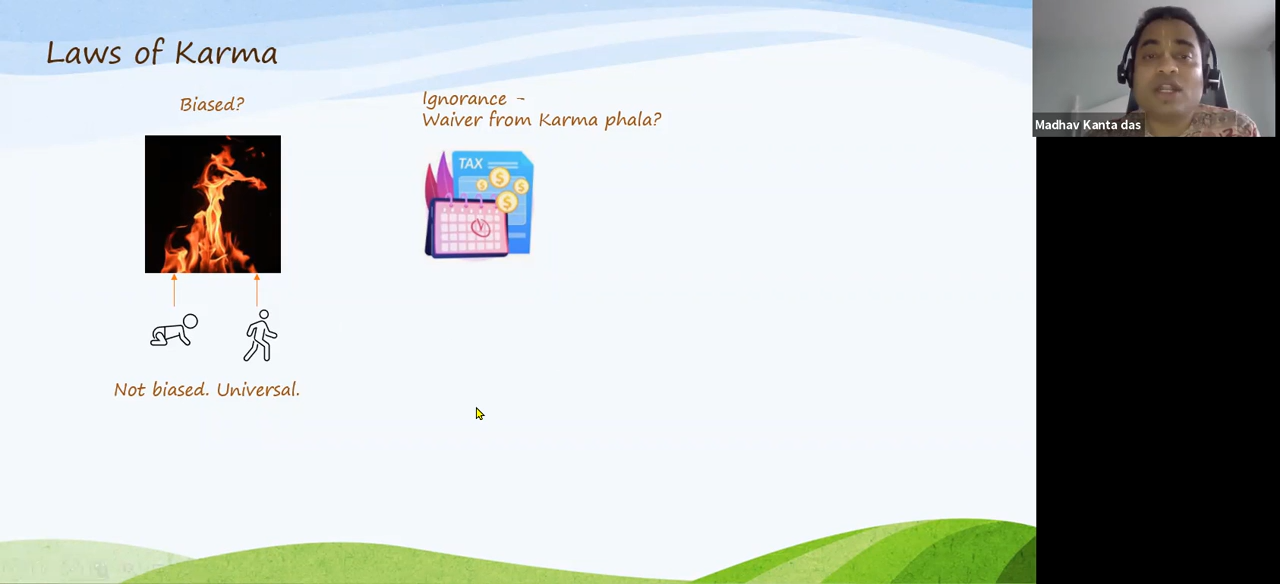 Laws of Karma
Biased?
Ignorance -
Waiver from Karma phala?
TAX
Not biased. Universal.
Madhav Kanta das